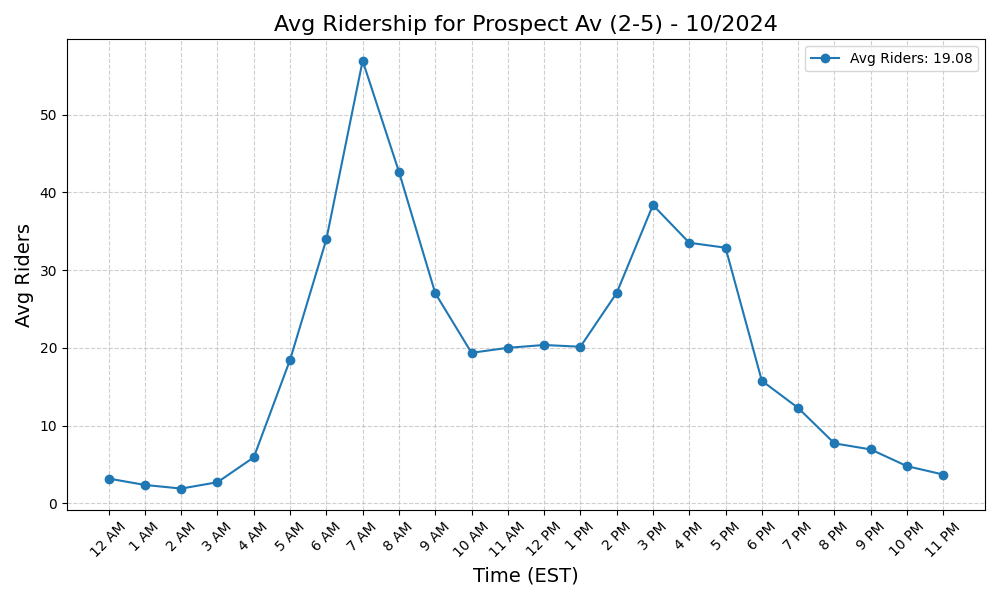 Avg Ridership for Prospect Av (2-5) - 10/2024
Avg Riders: 19.08
Avg Riders
50
40
30
20
10
0
12 AM
1 AM
2 AM
3 AM
4 AM
5 AM
6 AM
7 AM
8 AM
9 AM
10 AM
11 AM
12 PM
1 PM
2 PM
3 PM
4 PM
5 PM
6 PM
7 PM
8 PM
9 PM
10 PM
11 PM
Time (EST)